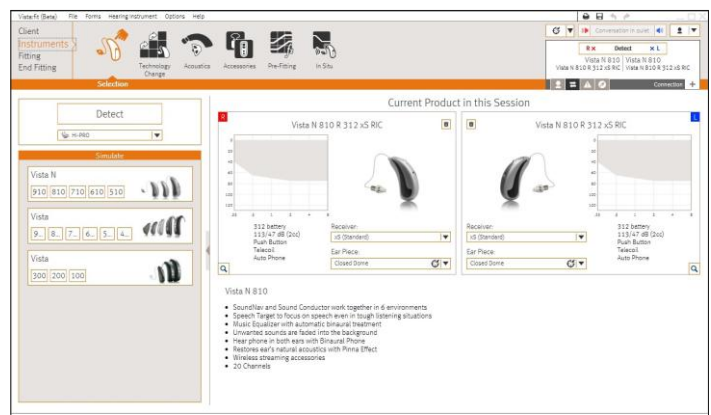 Vista:Fit (Beta) File Forms Hearing Instrument Options Help
Client
Instruments
Fitting
End Fitting
Technology Change
Acoustics
Accessories
Pre-Fitting
In Situ
Selection
Conversation in quiet
R Detect L
Vista N 810 Vista N 810
Vista N 810 R 312 xS RIC Vista N 810 R 312 xS RIC
Connection +
Detect
Simulate
Vista N
910 810 710 610 510
Vista
9.. 8.. 7.. 6.. 5.. 4..
Vista
300 200 100
Current Product in this Session
R
Vista N 810 R 312 xS RIC
312 battery
113/47 dB (2cc)
Push Button
Telecoil
Auto Phone
Receiver:
xS (Standard)
Ear Piece:
Closed Dome
L
Vista N 810 R 312 xS RIC
Receiver:
xS (Standard)
Ear Piece:
Closed Dome
312 battery
113/47 dB (2cc)
Push Button
Telecoil
Auto Phone
Vista N 810
• SoundNav and Sound Conductor work together in 6 environments
• Speech Target to focus on speech even in tough listening situations
• Music Equalizer with automatic binaural treatment
• Unwanted sounds are faded into the background
• Hear phone in both ears with Binaural Phone
• Restores ear's natural acoustics with Pinna Effect
• Wireless streaming accessories
• 20 Channels